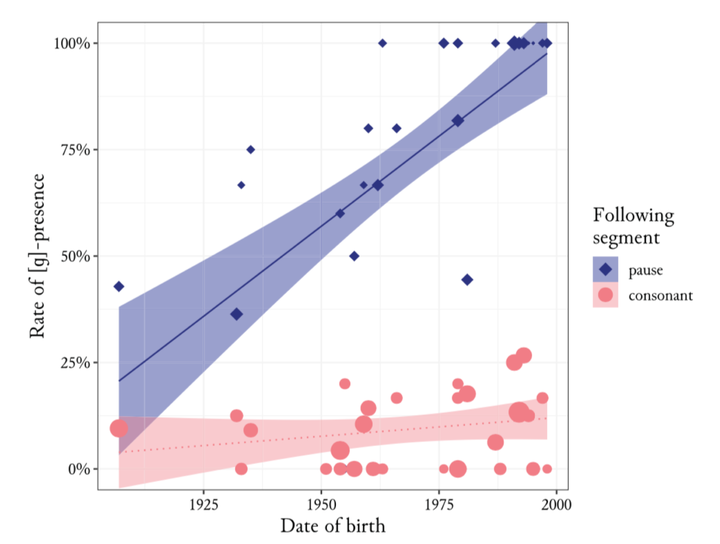 100%
75%
50%
25%
0%
Rate of [g]-presence
1925
1950
1975
2000
Date of birth
Following
segment
pause
consonant